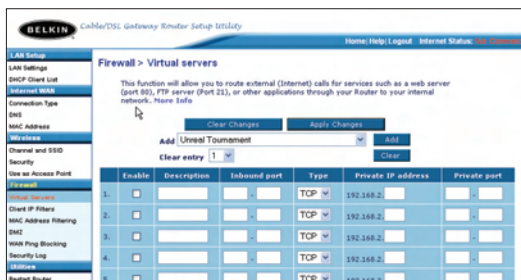 BELKIN
Cable/DSL Gateway Router Setup Utility
Home|Help|Logout Internet Status:
LAN Setup
LAN Settings
DHCP Client List
Internet WAN
Connection Type
DNS
MAC Address
Wireless
Channel and SSID
Security
Use as Access Point
Firewall
Virtual Servers
Client IP Filters
MAC Address Filtering
DMZ
WAN Ping Blocking
Security Log
Utilities
Restart Router
Firewall > Virtual servers
This function will allow you to route external (Internet) calls for services such as a web server
(port 80), FTP server (Port 21), or other applications through your Router to your internal
network. More Info
Clear Changes Apply Changes
Add Unreal Tournament Add
Clear entry 1 Clear
Enable Description Inbound port Type Private IP address Private port
1. - TCP 192.168.2. -
2. - TCP 192.168.2. -
3. - TCP 192.168.2. -
4. - TCP 192.168.2. -
5. TCP